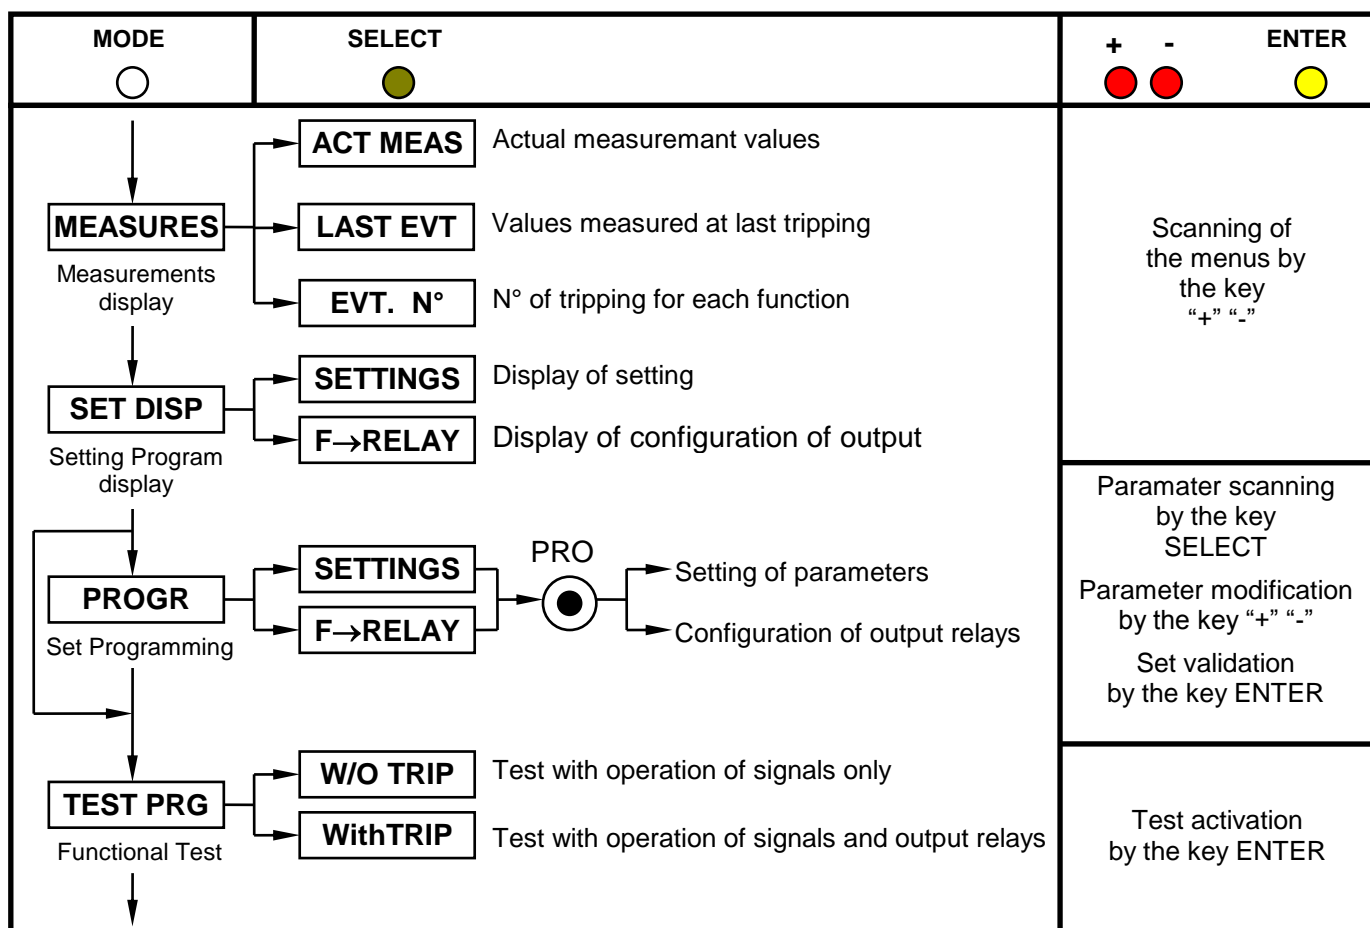 MODE
SELECT
+ -
ENTER
ACT MEAS
Actual measuremant values
MEASURES
LAST EVT
Values measured at last tripping
Measurements
display
EVT. N°
N° of tripping for each function
Scanning of
the menus by
the key
“+” “-”
SET DISP
SETTINGS
Display of setting
F→RELAY
Display of configuration of output
Setting Program
display
PROGR
Set Programming
SETTINGS
F→RELAY
PRO
Setting of parameters
Configuration of output relays
Paramater scanning
by the key
SELECT
Parameter modification
by the key “+” “-”
Set validation
by the key ENTER
TEST PRG
Functional Test
W/O TRIP
Test with operation of signals only
WithTRIP
Test with operation of signals and output relays
Test activation
by the key ENTER